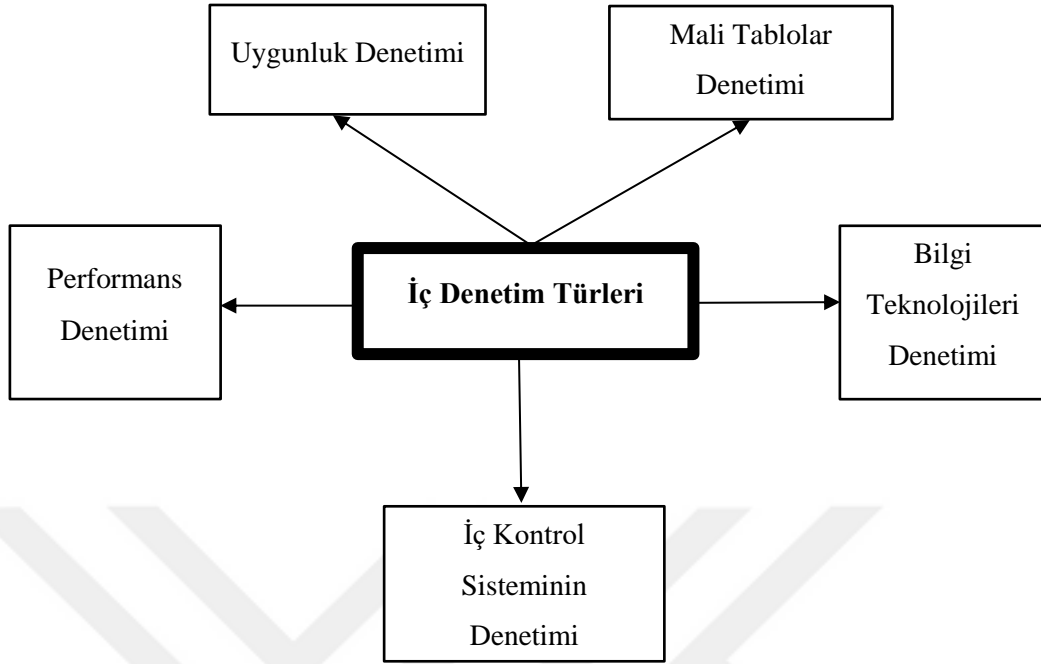 Uygunluk Denetimi
Mali Tablolar
Denetimi
Performans
Denetimi
İç Denetim Türleri
Bilgi
Teknolojileri
Denetimi
İç Kontrol
Sisteminin
Denetimi